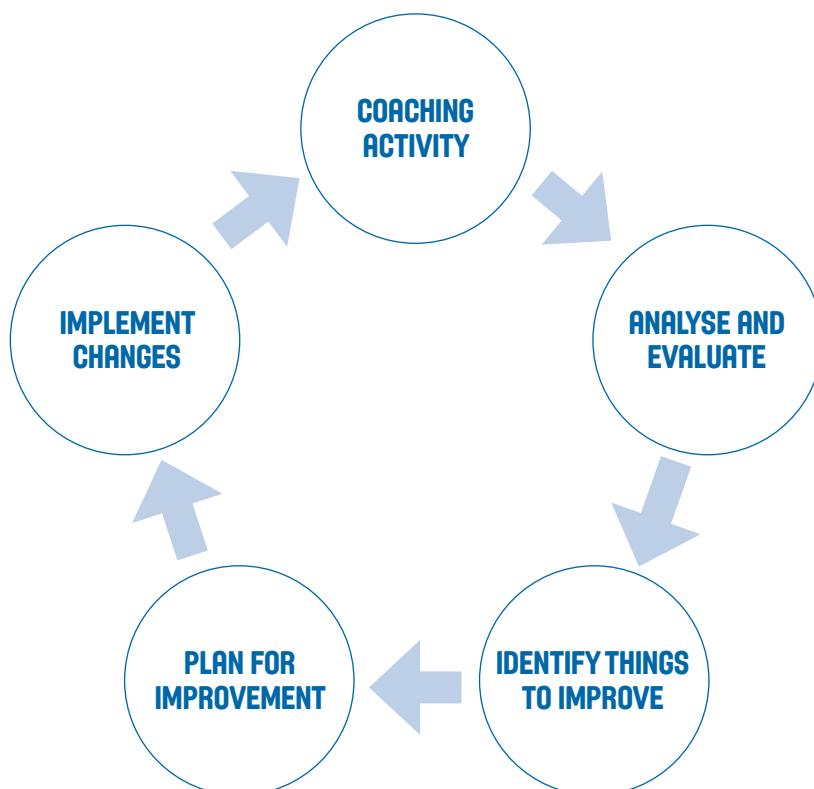 COACHING
ACTIVITY
ANALYSE AND
EVALUATE
IDENTIFY THINGS
TO IMPROVE
PLAN FOR
IMPROVEMENT
IMPLEMENT
CHANGES